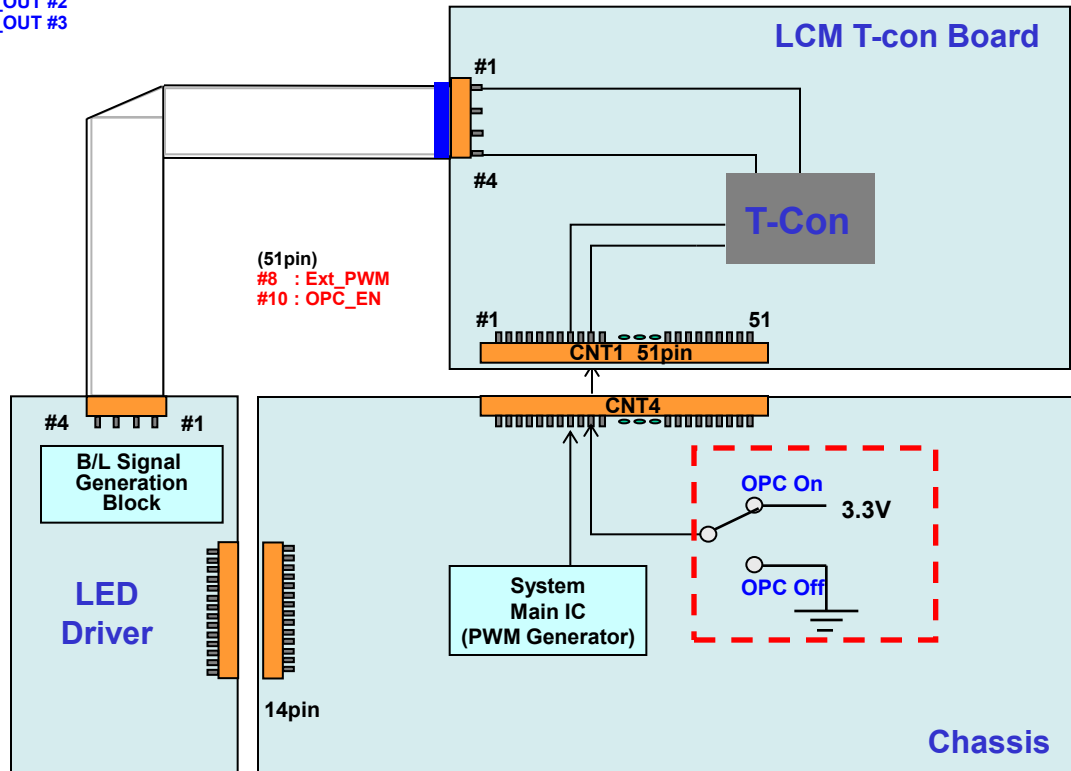 _OUT #2
_OUT #3
LCM T-con Board
#1
#4
T-Con
(51pin)
#8 : Ext_PWM
#10 : OPC_EN
#1
51
CNT1 51pin
CNT4
#4
#1
B/L Signal
Generation
Block
OPC On
3.3V
OPC Off
System
Main IC
(PWM Generator)
LED
Driver
14pin
Chassis